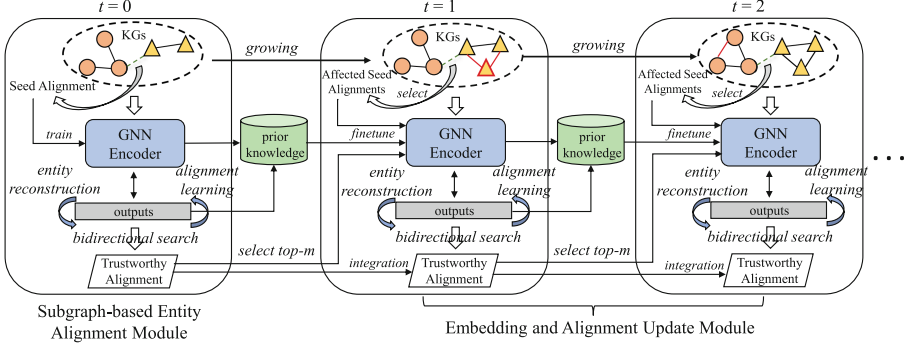 t = 0
t = 1
t = 2
KGs
growing
KGs
growing
KGs
Seed Alignment
Affected Seed
Alignments
select
Affected Seed
Alignments
select
train
GNN
Encoder
prior
knowledge
finetune
GNN
Encoder
prior
knowledge
finetune
GNN
Encoder
...
entity
reconstruction
alignment
learning
entity
reconstruction
alignment
learning
entity
reconstruction
alignment
learning
outputs
outputs
outputs
bidirectional search
bidirectional search
bidirectional search
select top-m
select top-m
Trustworthy
Alignment
integration
Trustworthy
Alignment
integration
Trustworthy
Alignment
Subgraph-based Entity
Alignment Module
Embedding and Alignment Update Module